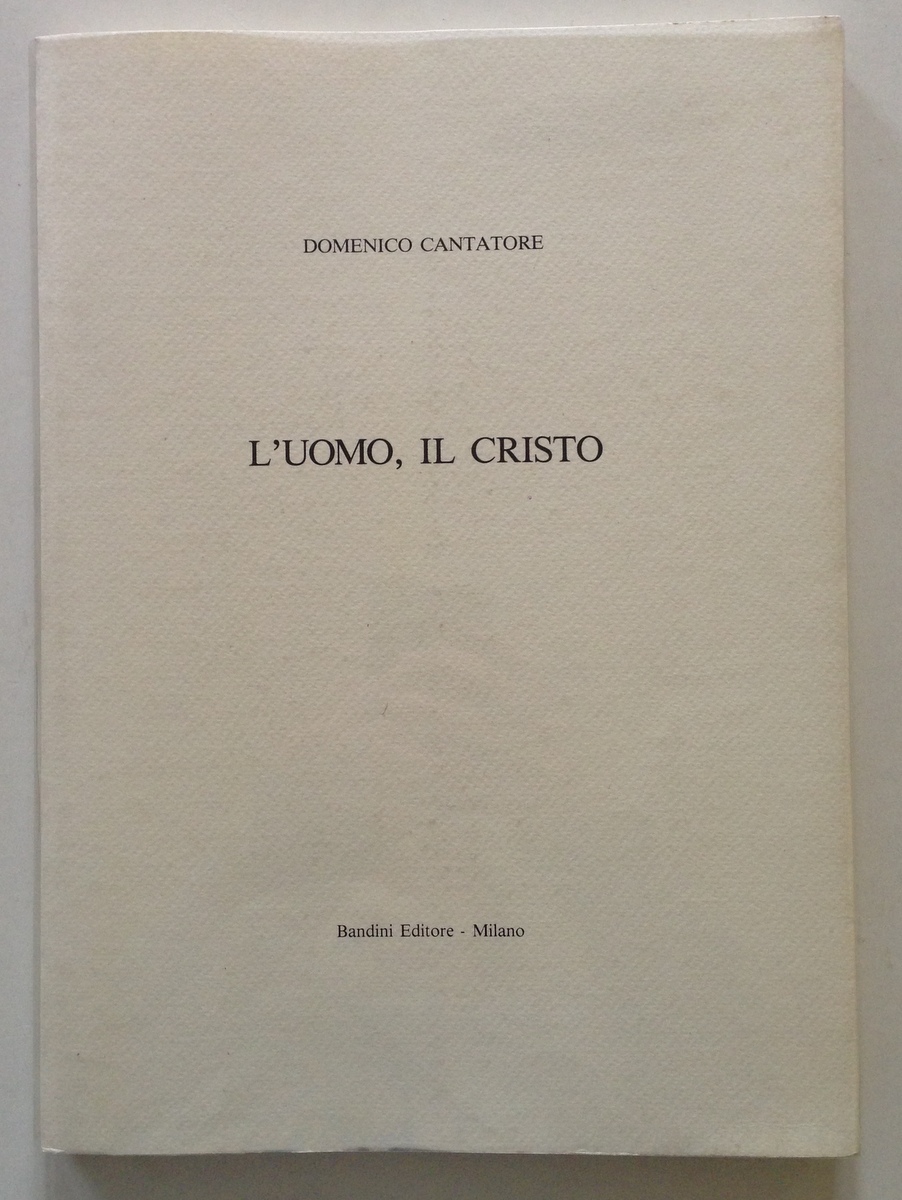 DOMENICO CANTATORE
L'UOMO, IL CRISTO
Bandini Editore - Milano